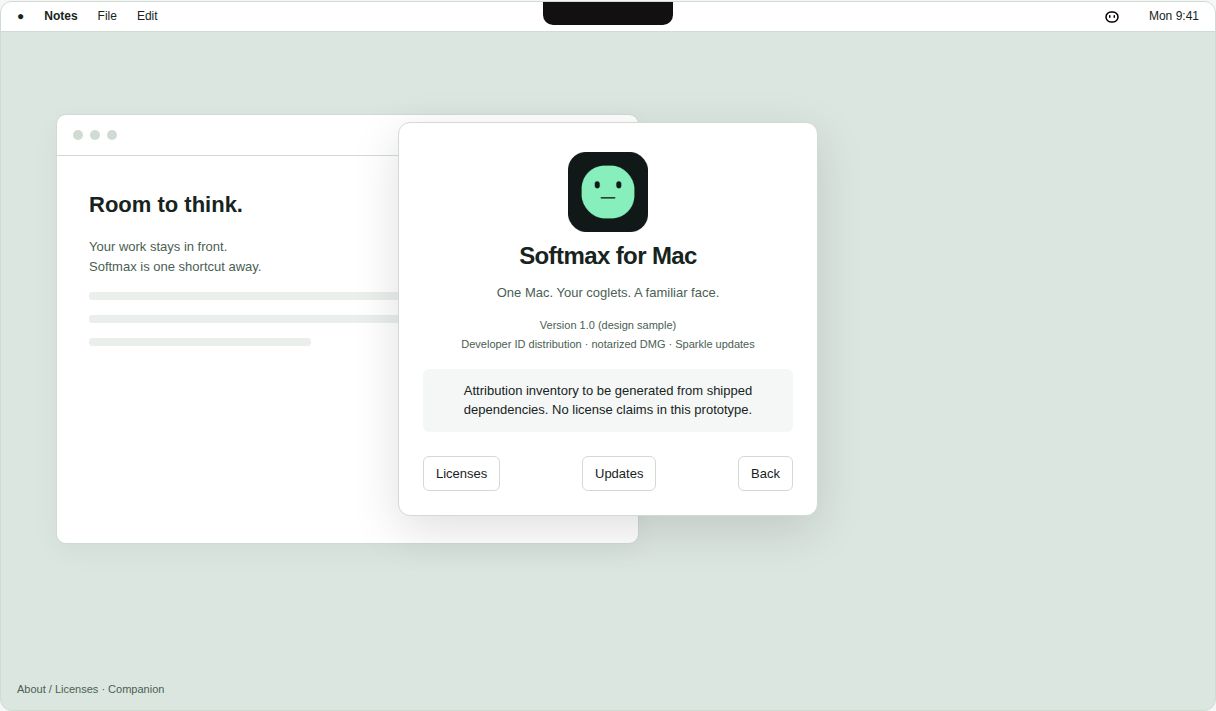 Notes File Edit
Mon 9:41
Room to think.
Your work stays in front.
Softmax is one shortcut away.
Softmax for Mac
One Mac. Your coglets. A familiar face.
Version 1.0 (design sample)
Developer ID distribution · notarized DMG · Sparkle updates
Attribution inventory to be generated from shipped
dependencies. No license claims in this prototype.
Licenses
Updates
Back
About / Licenses · Companion